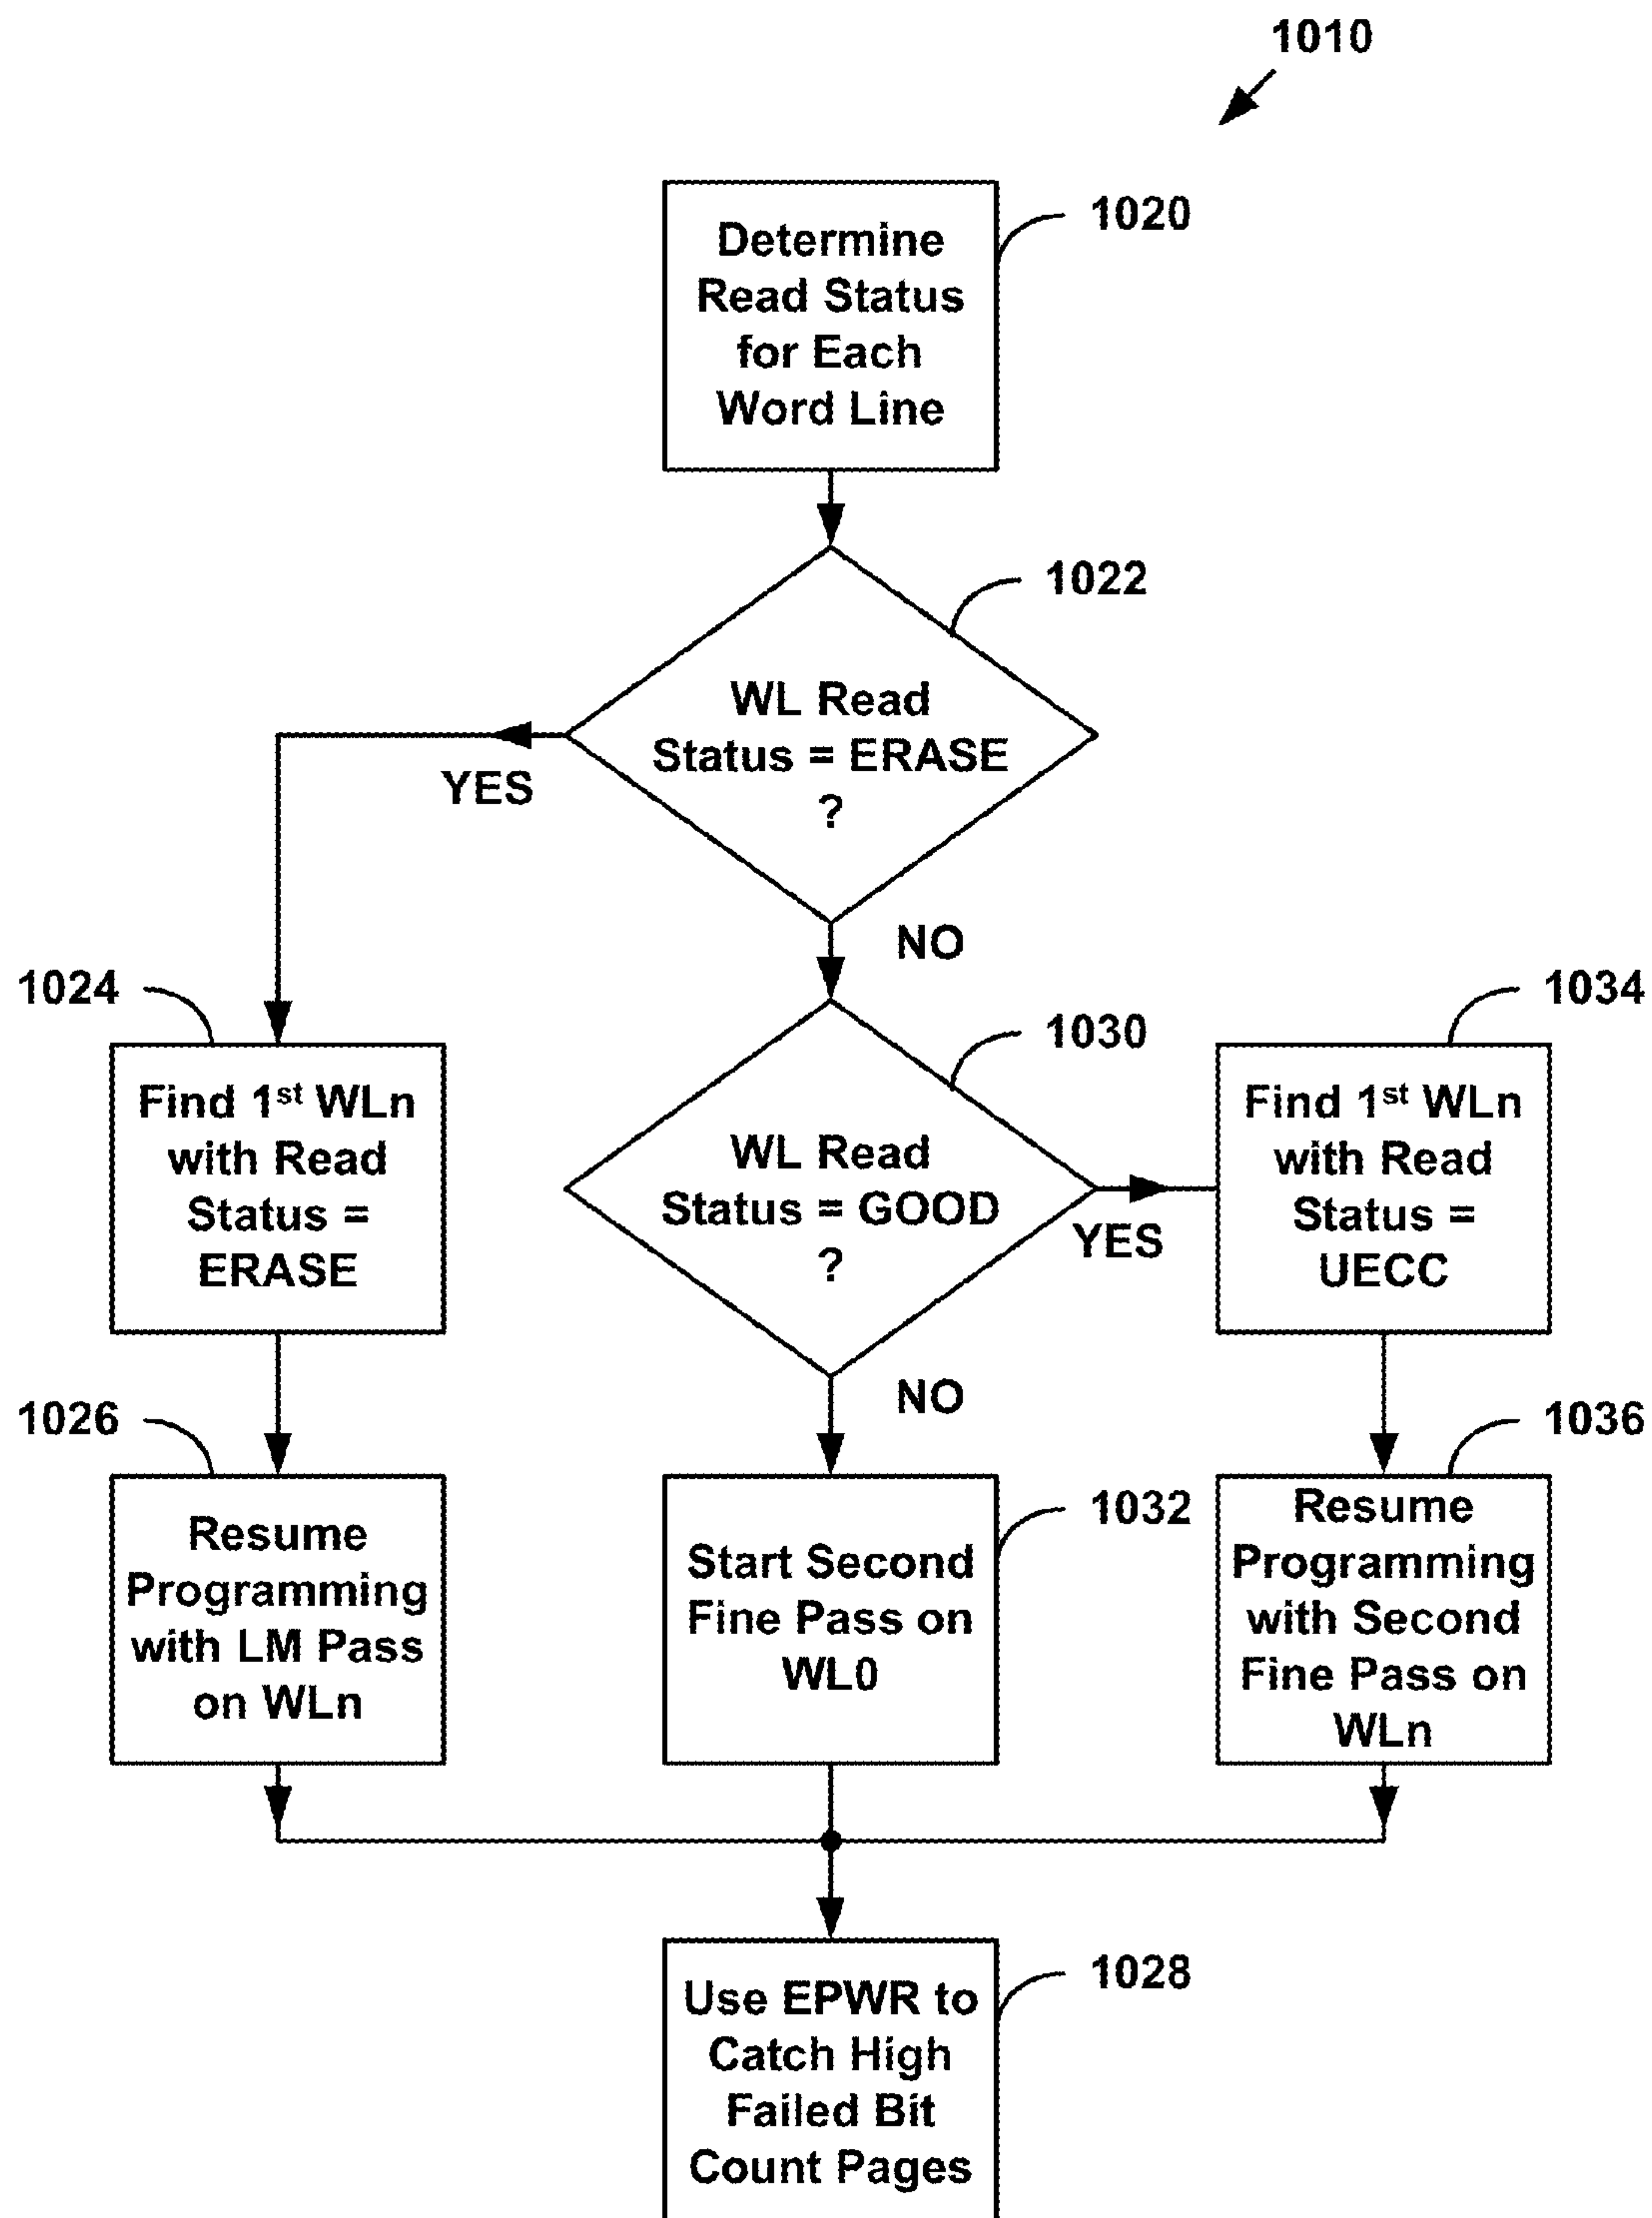 1010
Determine
Read Status
for Each
Word Line
1020
WL Read
Status = ERASE
?
1022
YES
NO
1024
Find 1st WLn
with Read
Status =
ERASE
WL Read
Status = GOOD
?
1030
YES
NO
1034
Find 1st WLn
with Read
Status =
UECC
1026
Resume
Programming
with LM Pass
on WLn
Start Second
Fine Pass on
WL0
1032
1036
Resume
Programming
with Second
Fine Pass on
WLn
Use EPWR to
Catch High
Failed Bit
Count Pages
1028